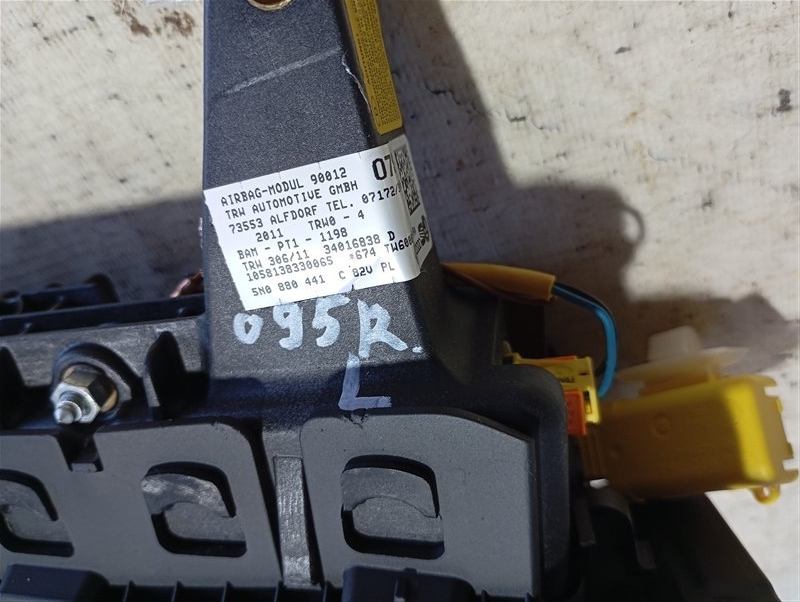 AIRBAG-MODUL 90012
07
TRW AUTOMOTIVE GMBH
73553 ALFDORF TEL. 07172/
2011 TRW0 - 4
BAM - PT1 - 1198
TRW 306/11 34016838 D
1058138330065 *674 TW600
5N0 880 441 C 82V PL
095R.
L